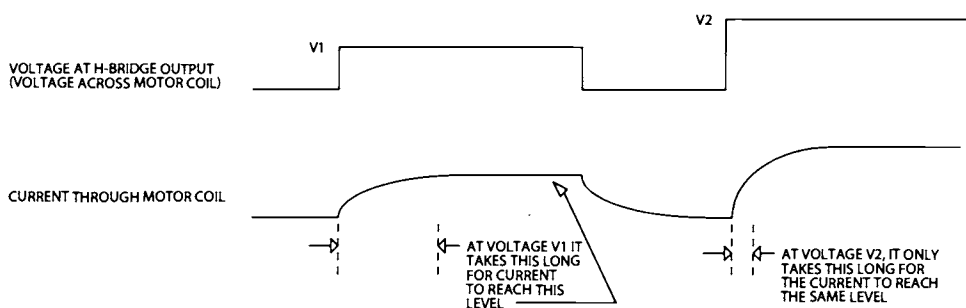 V1
V2
VOLTAGE AT H-BRIDGE OUTPUT
(VOLTAGE ACROSS MOTOR COIL)
CURRENT THROUGH MOTOR COIL
AT VOLTAGE V1 IT
TAKES THIS LONG
FOR CURRENT
TO REACH THIS
LEVEL
AT VOLTAGE V2, IT ONLY
TAKES THIS LONG FOR
THE CURRENT TO REACH
THE SAME LEVEL